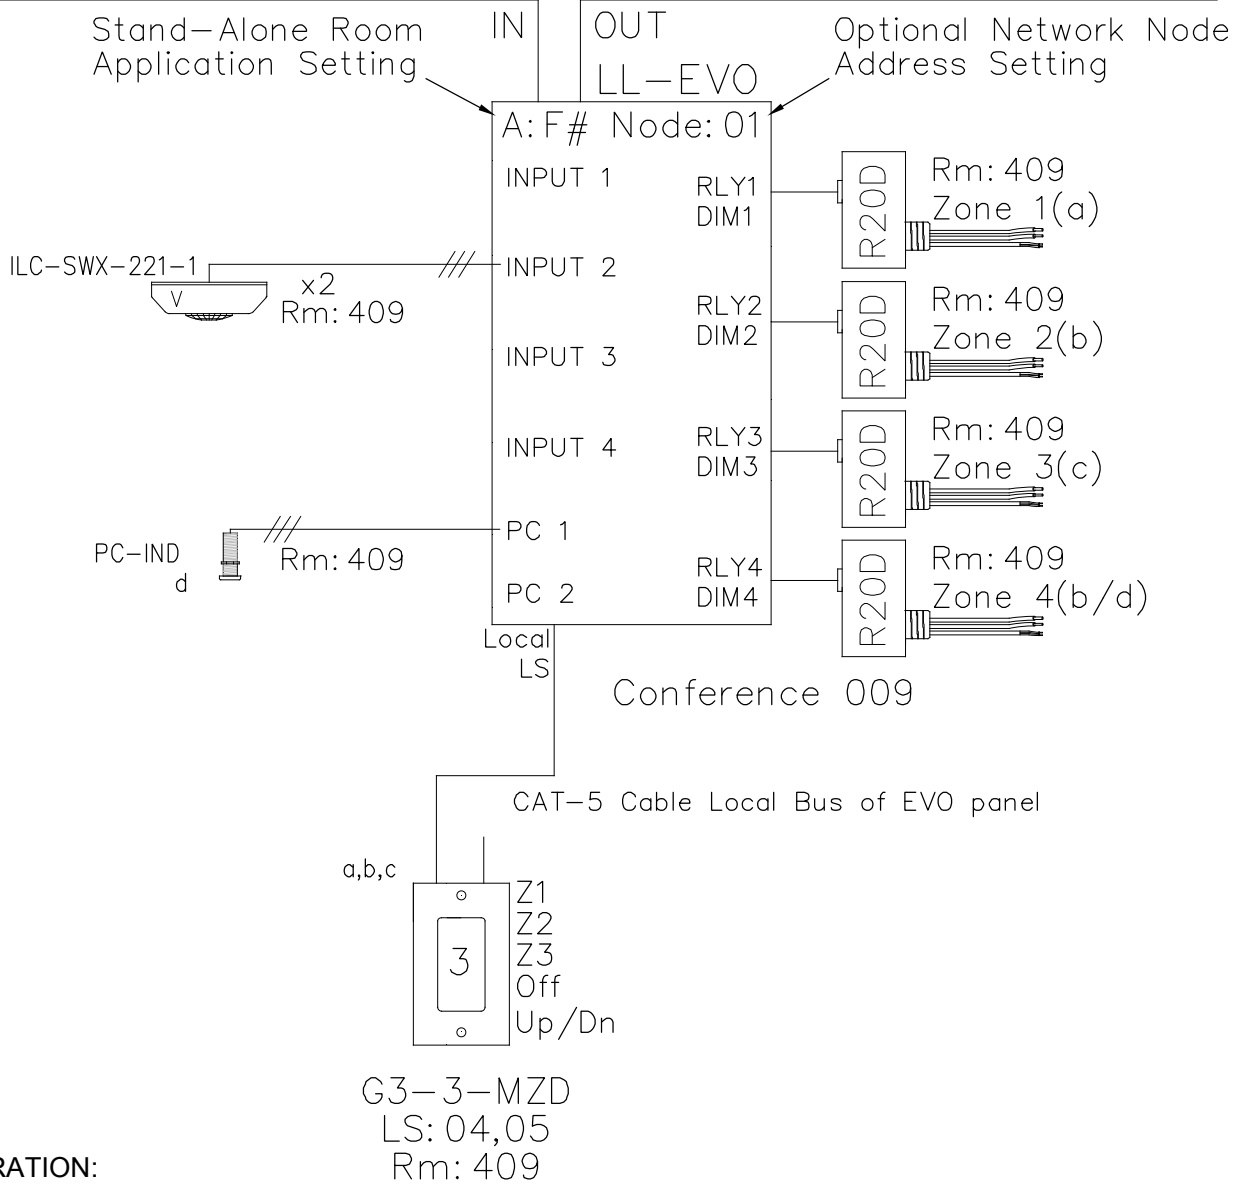 Stand-Alone Room
Application Setting
IN
OUT
LL-EVO
Optional Network Node
Address Setting
A: F# Node: 01
INPUT 1
INPUT 2
INPUT 3
INPUT 4
PC 1
PC 2
RLY1
DIM1
RLY2
DIM2
RLY3
DIM3
RLY4
DIM4
R20D
Rm: 409
Zone 1(a)
R20D
Rm: 409
Zone 2(b)
R20D
Rm: 409
Zone 3(c)
R20D
Rm: 409
Zone 4(b/d)
ILC-SWX-221-1
V
x2
Rm: 409
PC-IND
d
Rm: 409
Local
LS
Conference 009
CAT-5 Cable Local Bus of EVO panel
a,b,c
3
Z1
Z2
Z3
Off
Up/Dn
G3-3-MZD
LS: 04,05
Rm: 409
RATION: